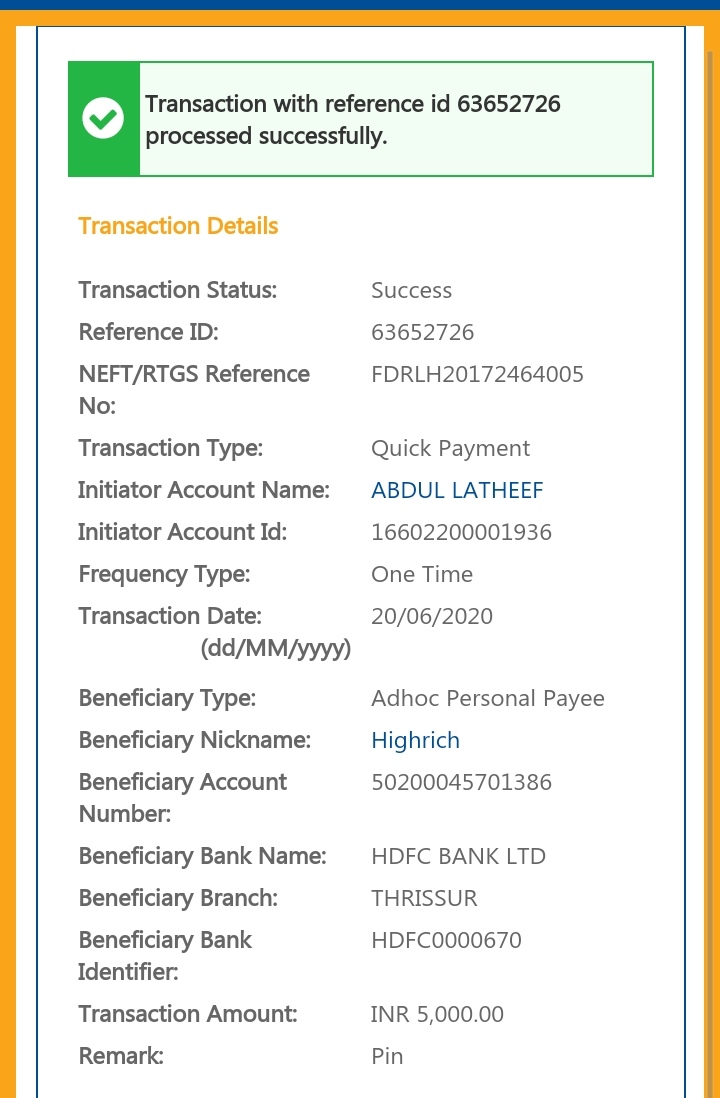 Transaction with reference id 63652726
processed successfully.
Transaction Details
Transaction Status: Success
Reference ID: 63652726
NEFT/RTGS Reference FDRLH20172464005
No:
Transaction Type: Quick Payment
Initiator Account Name: ABDUL LATHEEF
Initiator Account Id: 16602200001936
Frequency Type: One Time
Transaction Date: 20/06/2020
(dd/MM/yyyy)
Beneficiary Type: Adhoc Personal Payee
Beneficiary Nickname: Highrich
Beneficiary Account 50200045701386
Number:
Beneficiary Bank Name: HDFC BANK LTD
Beneficiary Branch: THRISSUR
Beneficiary Bank HDFC0000670
Identifier:
Transaction Amount: INR 5,000.00
Remark: Pin